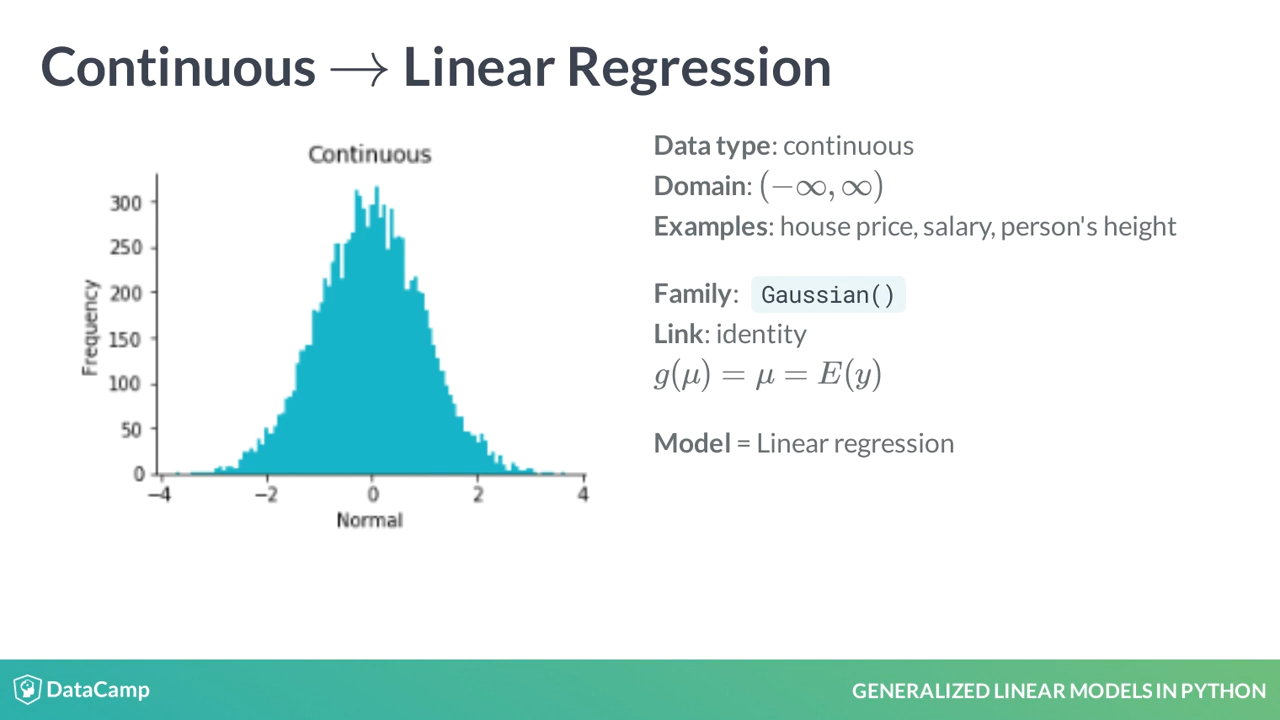 Continuous → Linear Regression
Continuous
300
250
200
150
100
50
0
Frequency
−4
−2
0
2
4
Normal
Data type: continuous
Domain: (−∞, ∞)
Examples: house price, salary, person's height
Family: Gaussian()
Link: identity
g(μ) = μ = E(y)
Model = Linear regression
DataCamp
GENERALIZED LINEAR MODELS IN PYTHON